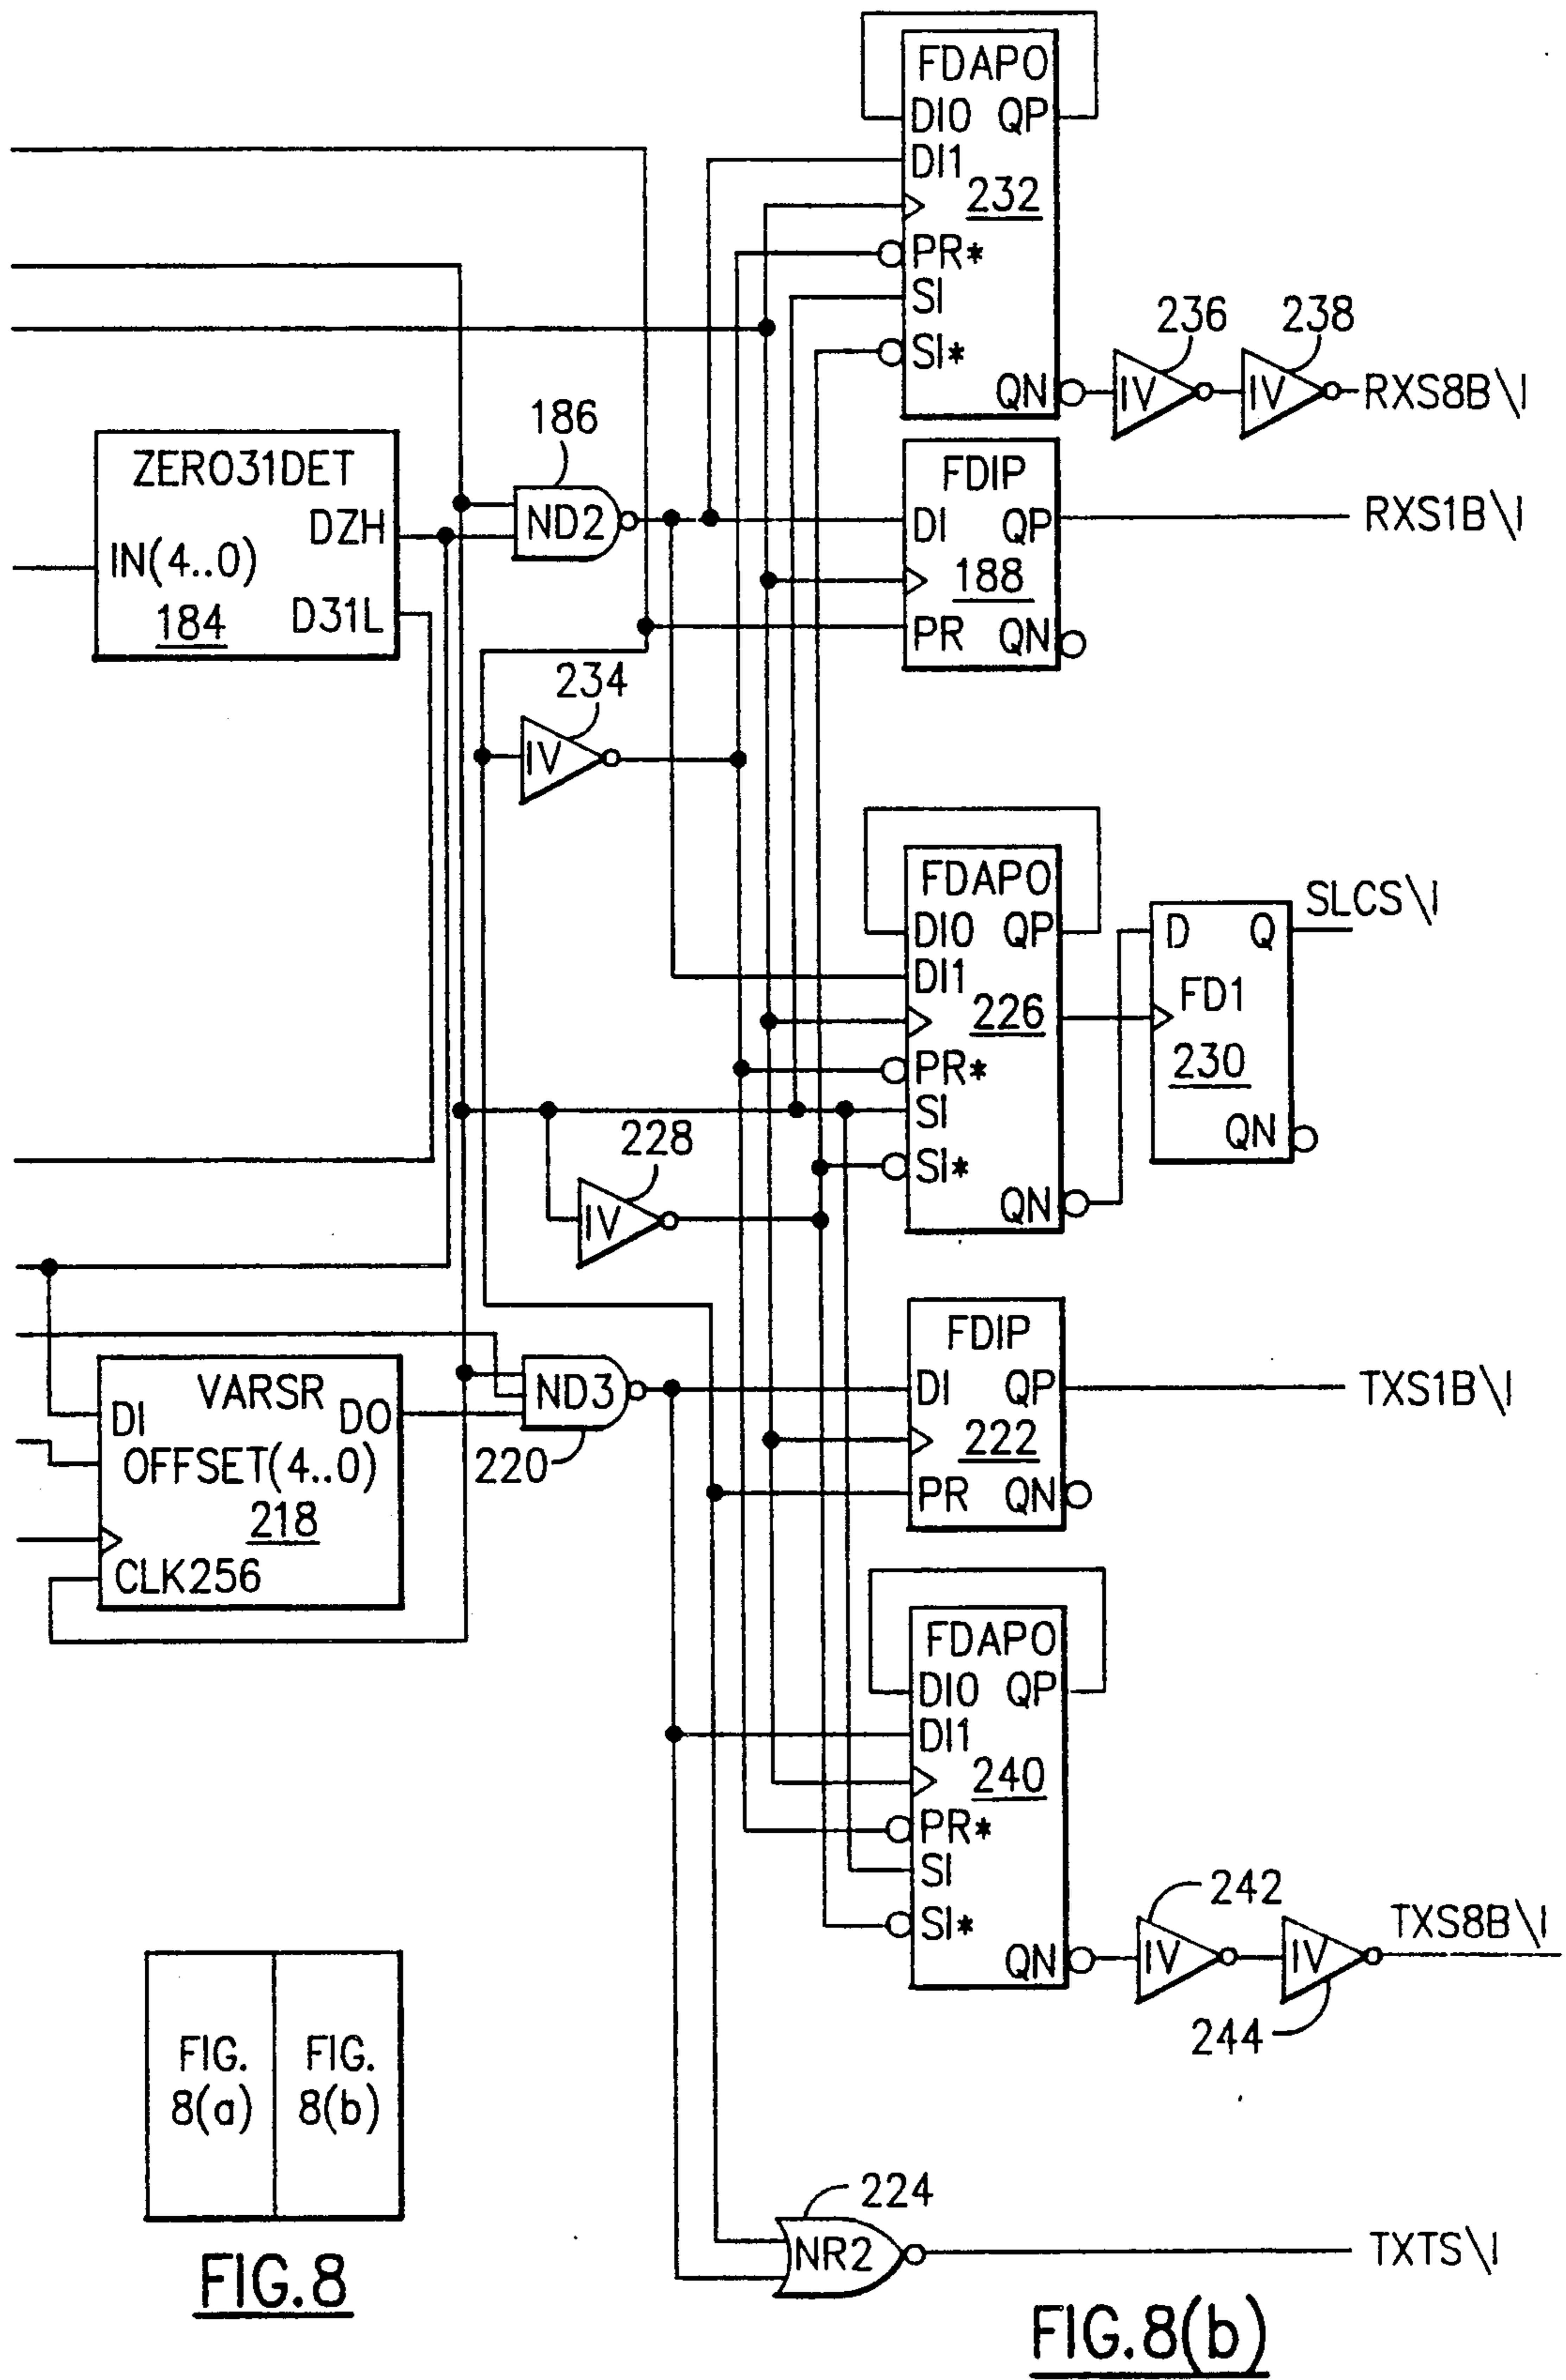 FDAPO
DI0 QP
DI1
232
PR*
SI
SI*
QN
236
IV
238
IV
RXS8B\I
186
ND2
ZERO31DET
DZH
IN(4..0)
184
D31L
FDIP
DI QP
188
PR QN
RXS1B\I
234
IV
FDAPO
DI0 QP
DI1
226
PR*
SI
SI*
QN
D Q
FD1
230
QN
SLCS\I
228
IV
VARSR
DI DO
OFFSET(4..0)
218
CLK256
ND3
220
FDIP
DI QP
222
PR QN
TXS1B\I
FDAPO
DI0 QP
DI1
240
PR*
SI
SI*
QN
242
IV
IV
244
TXS8B\I
FIG.
8(a)
FIG.
8(b)
FIG.8
224
NR2
TXTS\I
FIG.8(b)